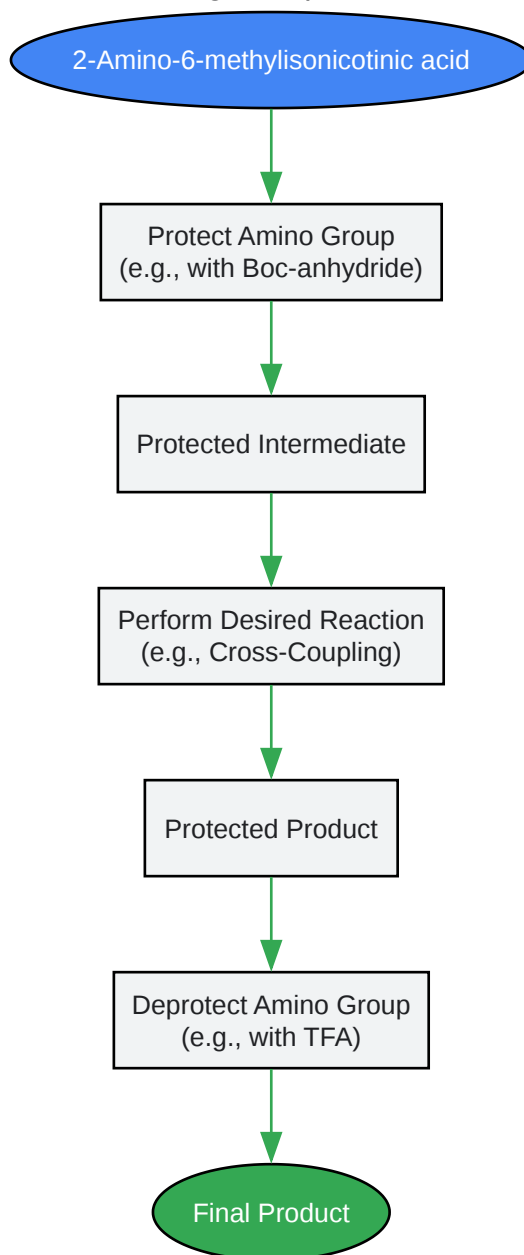 2-Amino-6-methylisonicotinic acid
Protect Amino Group
(e.g., with Boc-anhydride)
Protected Intermediate
Perform Desired Reaction
(e.g., Cross-Coupling)
Protected Product
Deprotect Amino Group
(e.g., with TFA)
Final Product